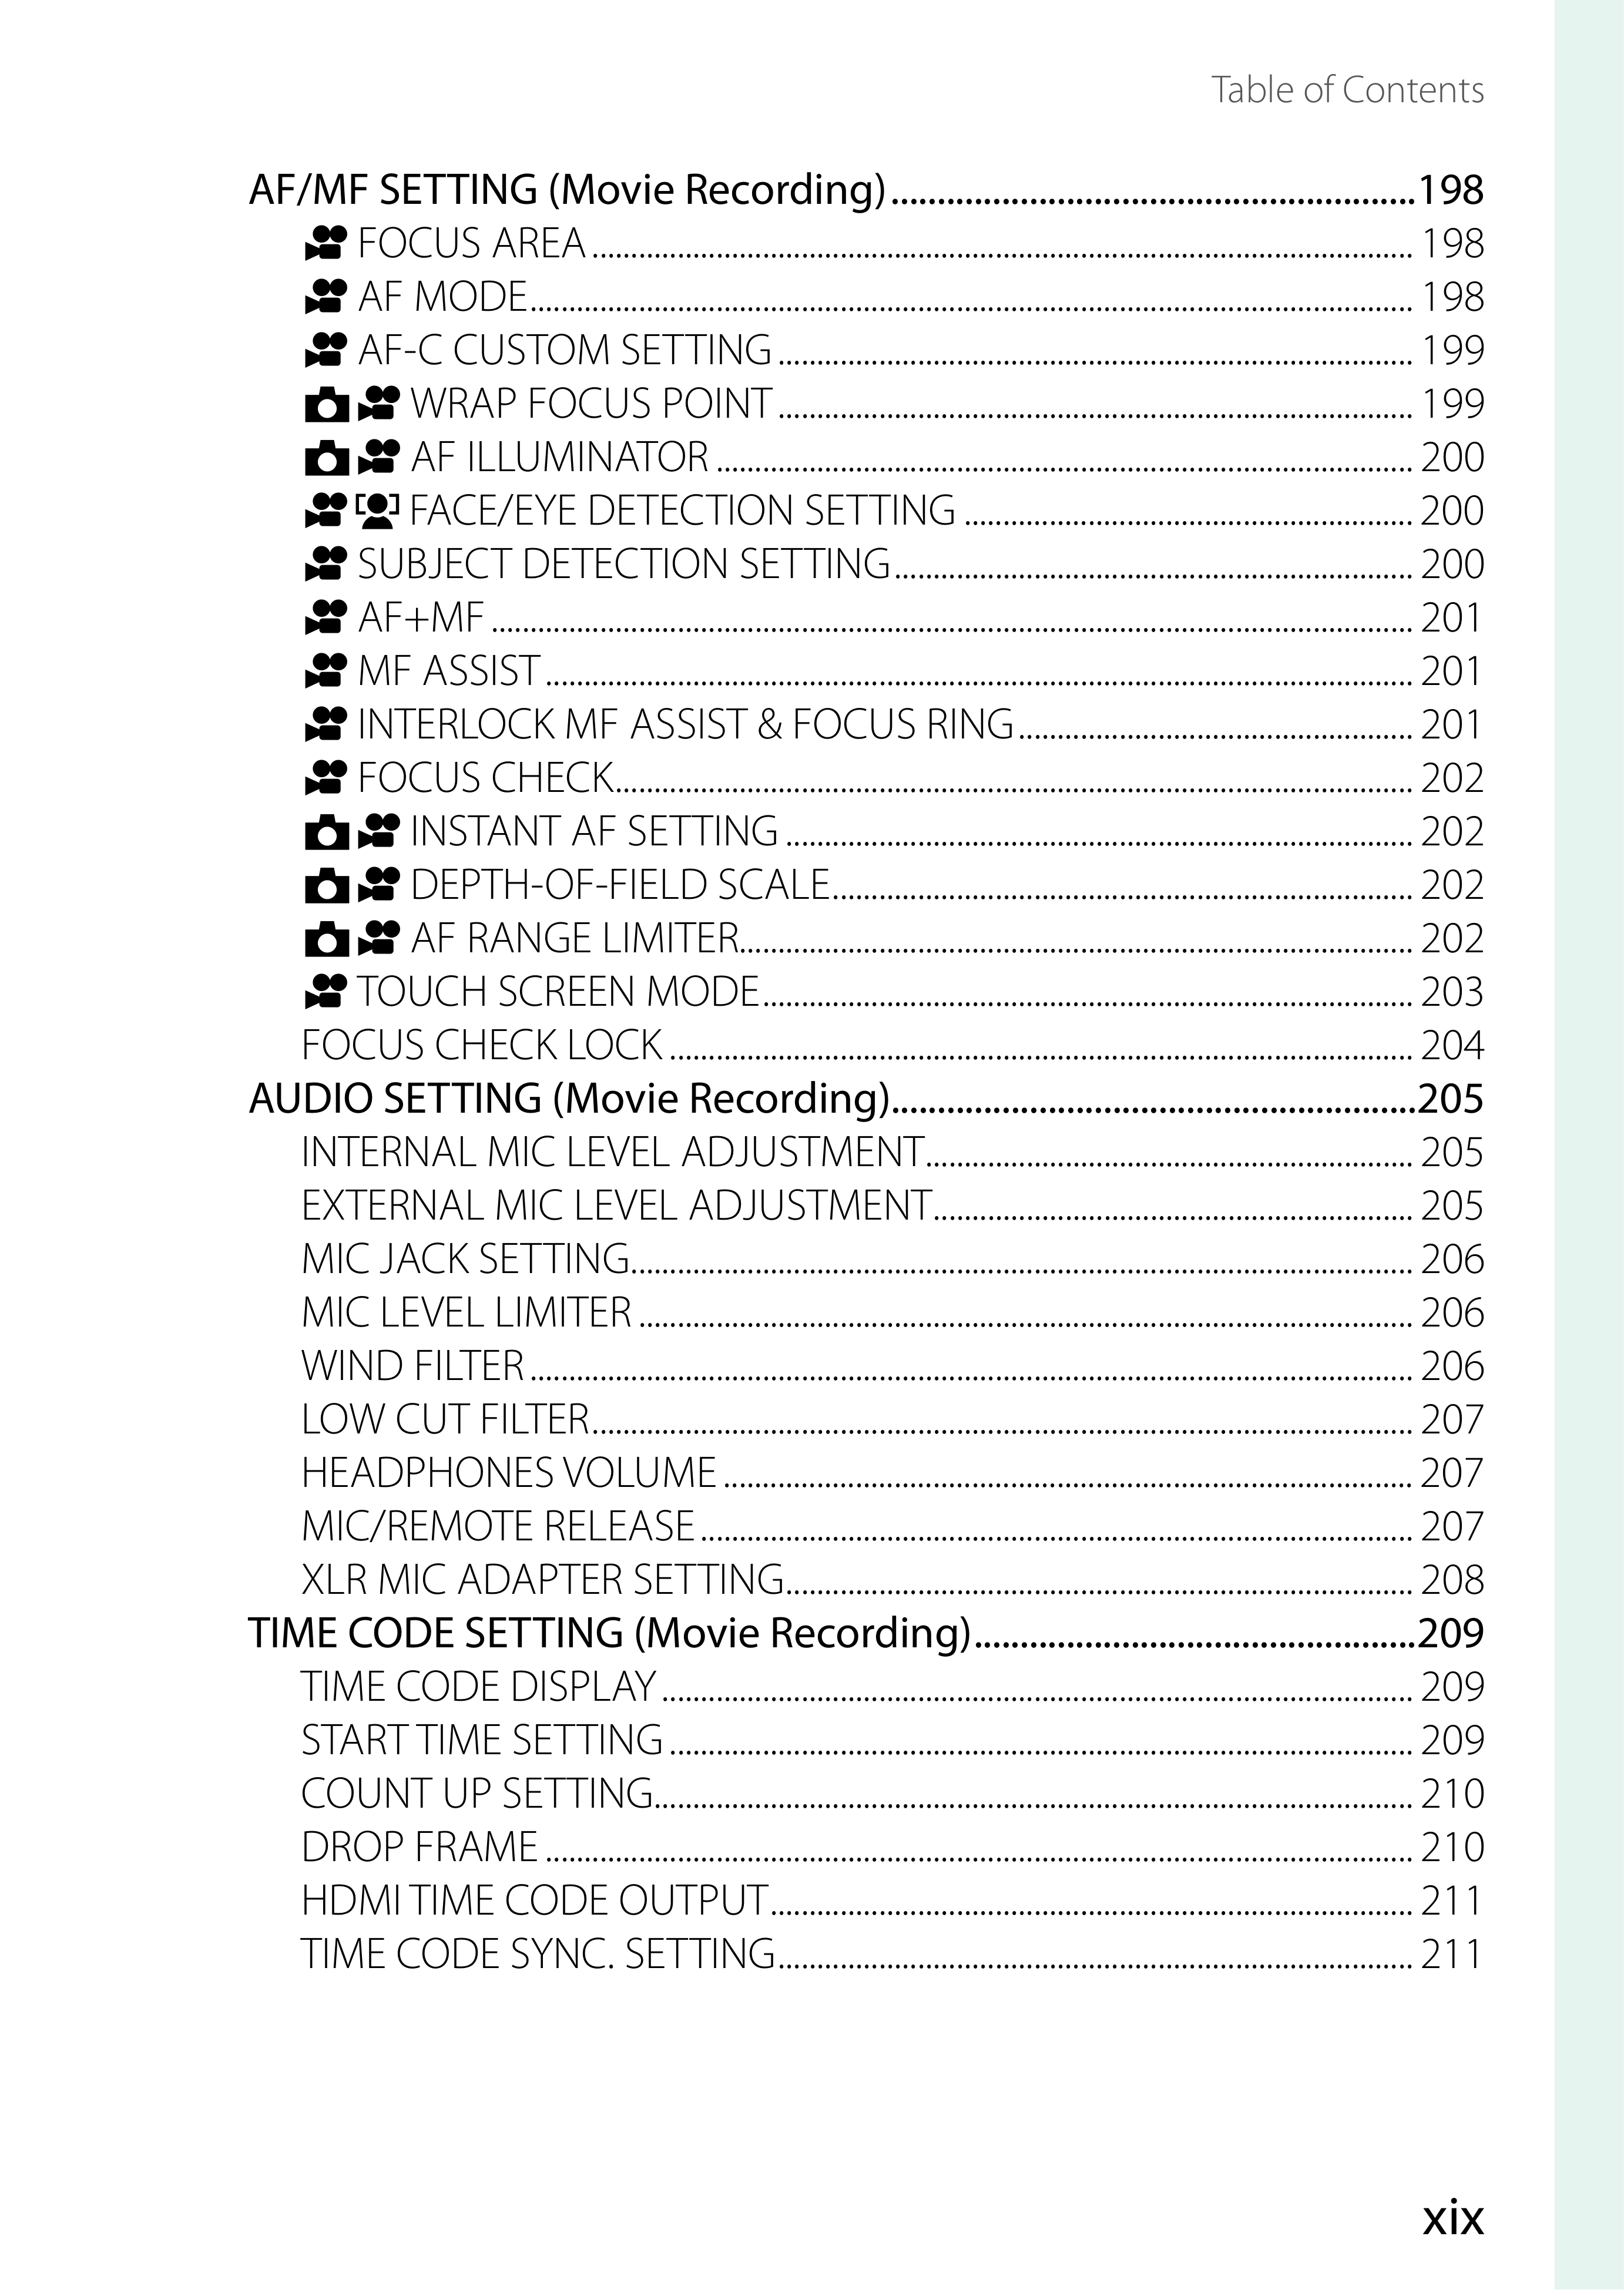 Table of Contents
AF/MF SETTING (Movie Recording).........................................................198
FOCUS AREA......................................................................................................... 198
AF MODE................................................................................................................. 198
AF-C CUSTOM SETTING................................................................................. 199
WRAP FOCUS POINT................................................................................. 199
AF ILLUMINATOR......................................................................................... 200
FACE/EYE DETECTION SETTING......................................................... 200
SUBJECT DETECTION SETTING.................................................................. 200
AF+MF...................................................................................................................... 201
MF ASSIST............................................................................................................... 201
INTERLOCK MF ASSIST & FOCUS RING.................................................. 201
FOCUS CHECK...................................................................................................... 202
INSTANT AF SETTING................................................................................ 202
DEPTH-OF-FIELD SCALE.......................................................................... 202
AF RANGE LIMITER...................................................................................... 202
TOUCH SCREEN MODE................................................................................... 203
FOCUS CHECK LOCK............................................................................................... 204
AUDIO SETTING (Movie Recording).........................................................205
INTERNAL MIC LEVEL ADJUSTMENT.............................................................. 205
EXTERNAL MIC LEVEL ADJUSTMENT............................................................. 205
MIC JACK SETTING.................................................................................................... 206
MIC LEVEL LIMITER................................................................................................... 206
WIND FILTER................................................................................................................. 206
LOW CUT FILTER......................................................................................................... 207
HEADPHONES VOLUME........................................................................................ 207
MIC/REMOTE RELEASE........................................................................................... 207
XLR MIC ADAPTER SETTING................................................................................ 208
TIME CODE SETTING (Movie Recording)................................................209
TIME CODE DISPLAY................................................................................................ 209
START TIME SETTING............................................................................................... 209
COUNT UP SETTING................................................................................................. 210
DROP FRAME............................................................................................................... 210
HDMI TIME CODE OUTPUT.................................................................................. 211
TIME CODE SYNC. SETTING................................................................................. 211
xix